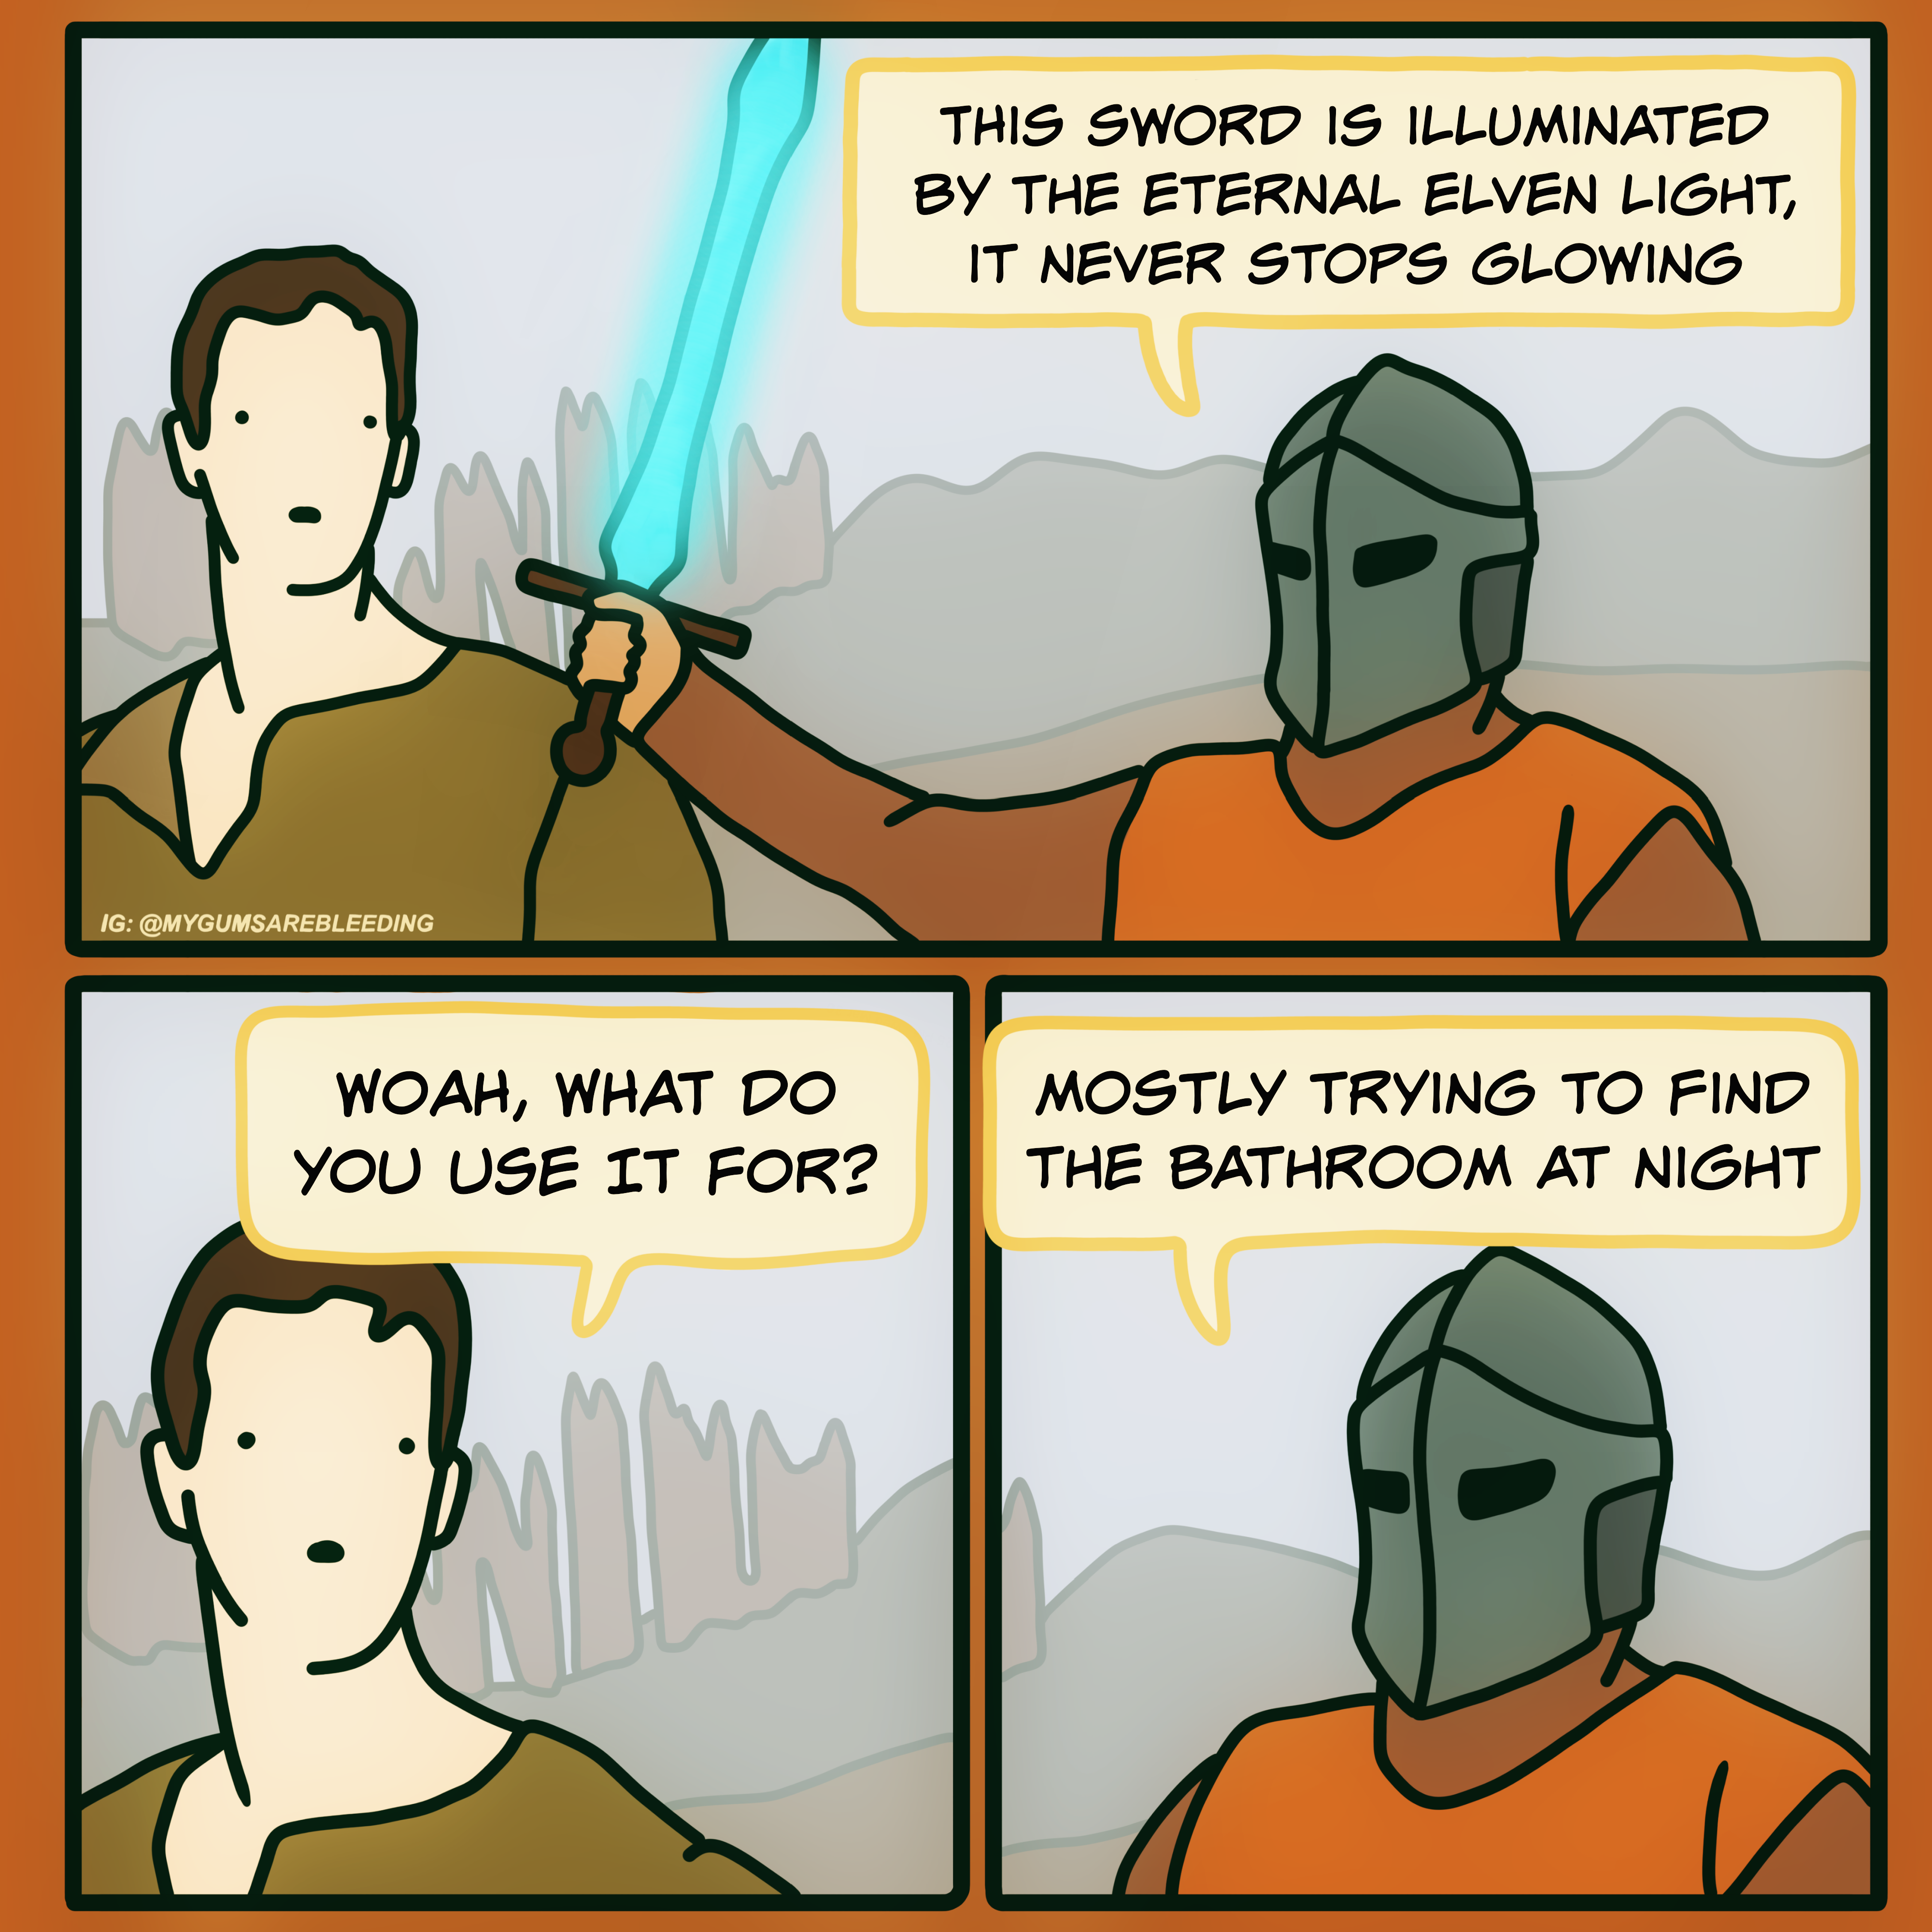 THIS SWORD IS ILLUMINATED
BY THE ETERNAL ELVEN LIGHT,
IT NEVER STOPS GLOWING
IG: @MYGUMSAREBLEEDING
WOAH, WHAT DO
YOU USE IT FOR?
MOSTLY TRYING TO FIND
THE BATHROOM AT NIGHT